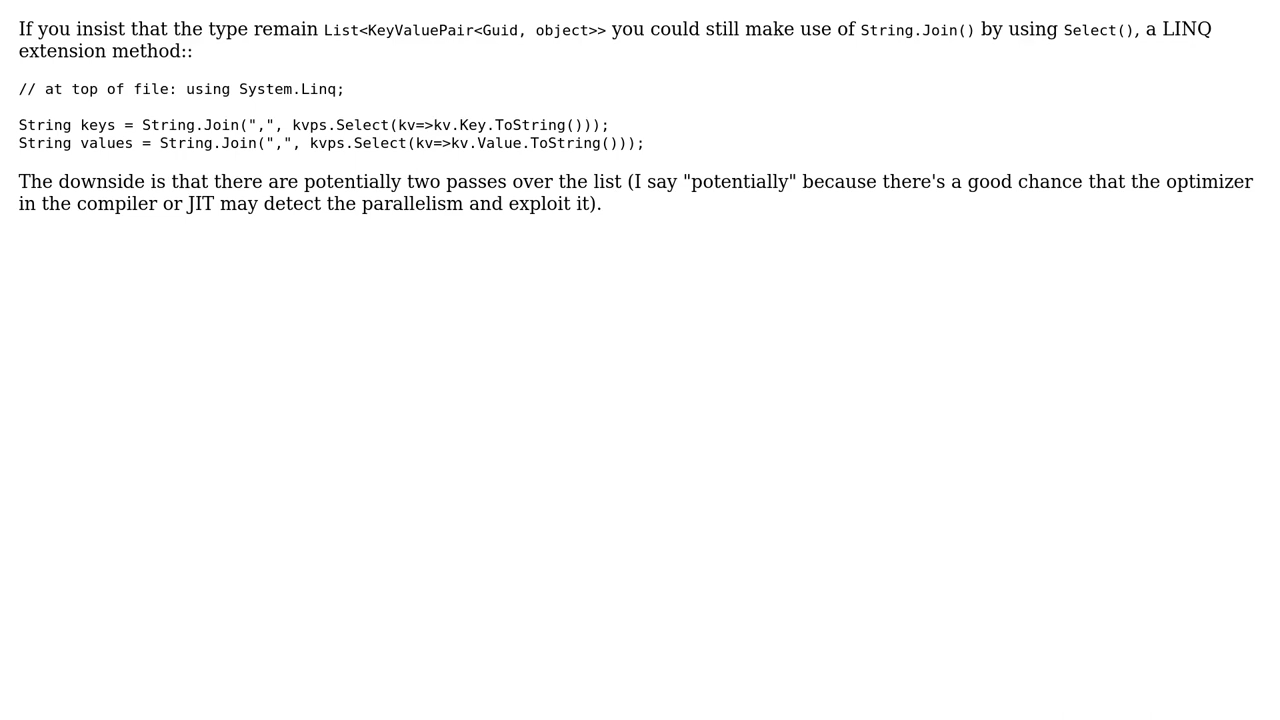 If you insist that the type remain List<KeyValuePair<Guid, object>> you could still make use of String.Join() by using Select(), a LINQ
extension method::
// at top of file: using System.Linq;
String keys = String.Join(",", kvps.Select(kv=>kv.Key.ToString()));
String values = String.Join(",", kvps.Select(kv=>kv.Value.ToString()));
The downside is that there are potentially two passes over the list (I say "potentially" because there's a good chance that the optimizer
in the compiler or JIT may detect the parallelism and exploit it).